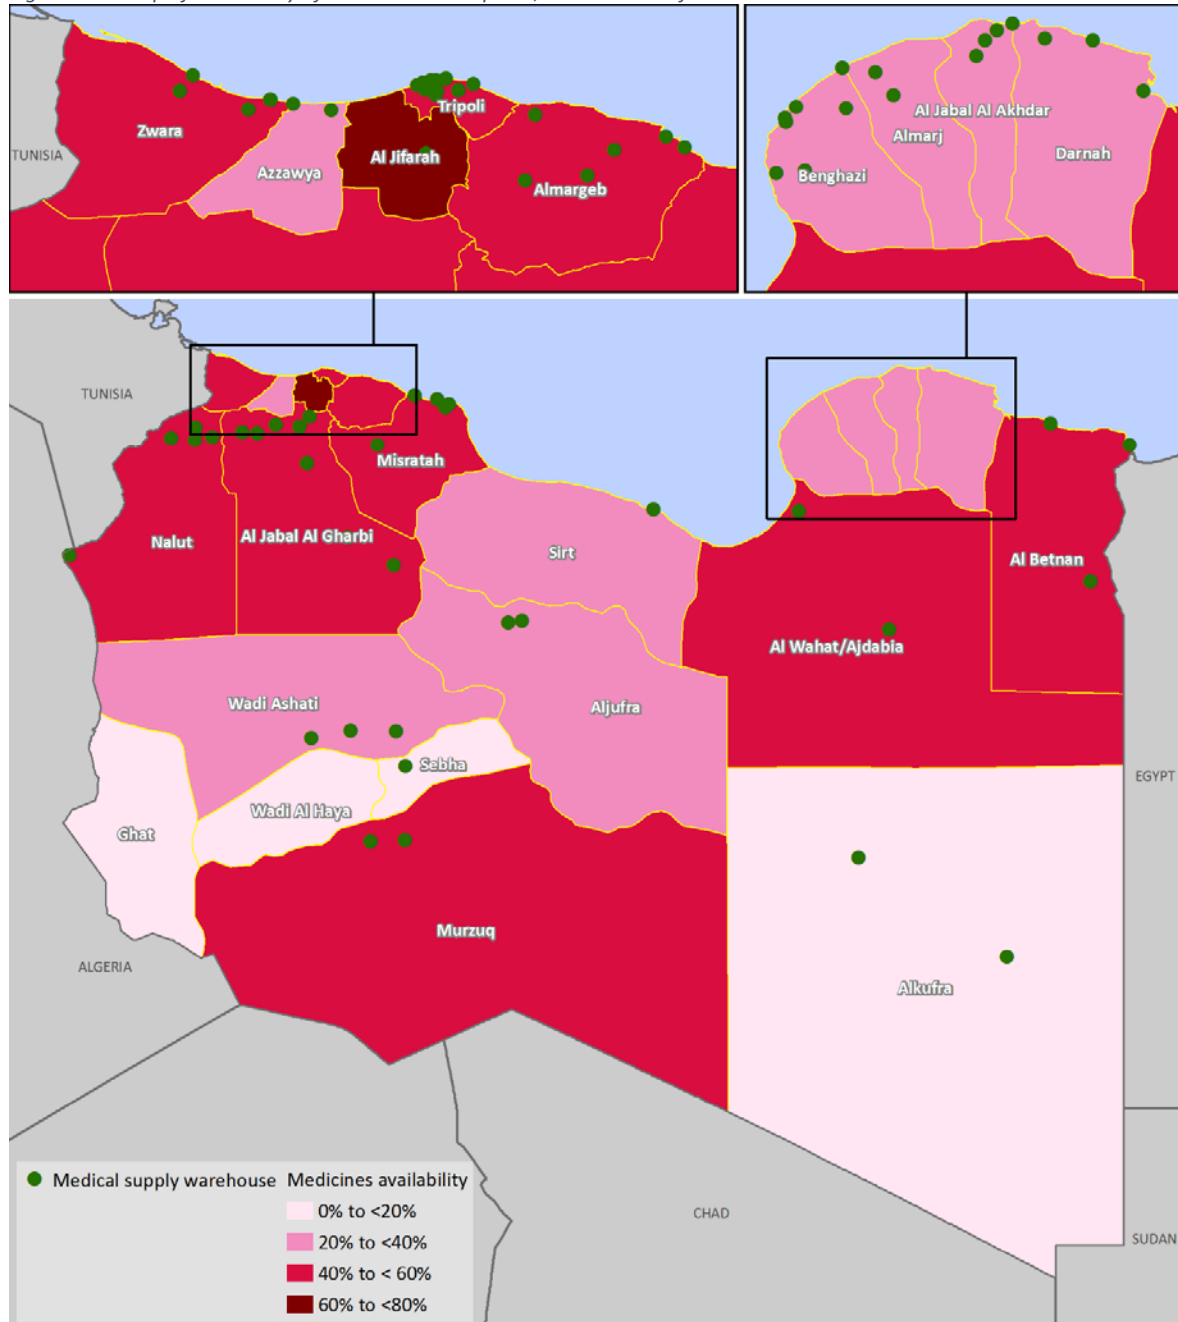 Tripoli
Zwara
TUNISIA
Al Jifarah
Azzawya
Almargeb
Al Jabal Al Akhdar
Almarj
Darnah
Benghazi
TUNISIA
Misratah
Nalut
Al Jabal Al Gharbi
Sirt
Al Betnan
Al Wahat/Ajdabia
Wadi Ashati
Aljufra
Sebha
EGYPT
Wadi Al Haya
Ghat
Murzuq
ALGERIA
Alkufra
Medical supply warehouse
Medicines availability
0% to <20%
20% to <40%
40% to < 60%
60% to <80%
CHAD
SUDAN